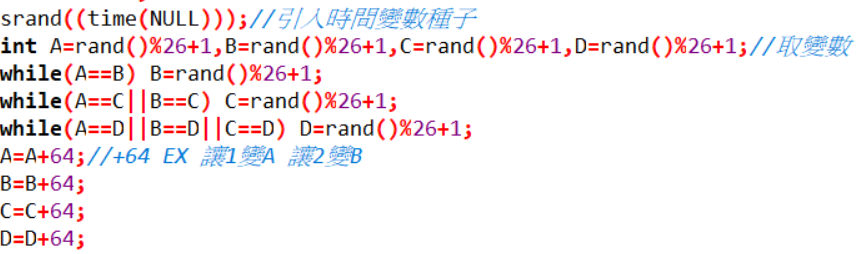 srand((time(NULL)));//引入時間變數種子
int A=rand()%26+1,B=rand()%26+1,C=rand()%26+1,D=rand()%26+1;//取變數
while(A==B) B=rand()%26+1;
while(A==C||B==C) C=rand()%26+1;
while(A==D||B==D||C==D) D=rand()%26+1;
A=A+64;//+64 EX 讓1變A 讓2變B
B=B+64;
C=C+64;
D=D+64;